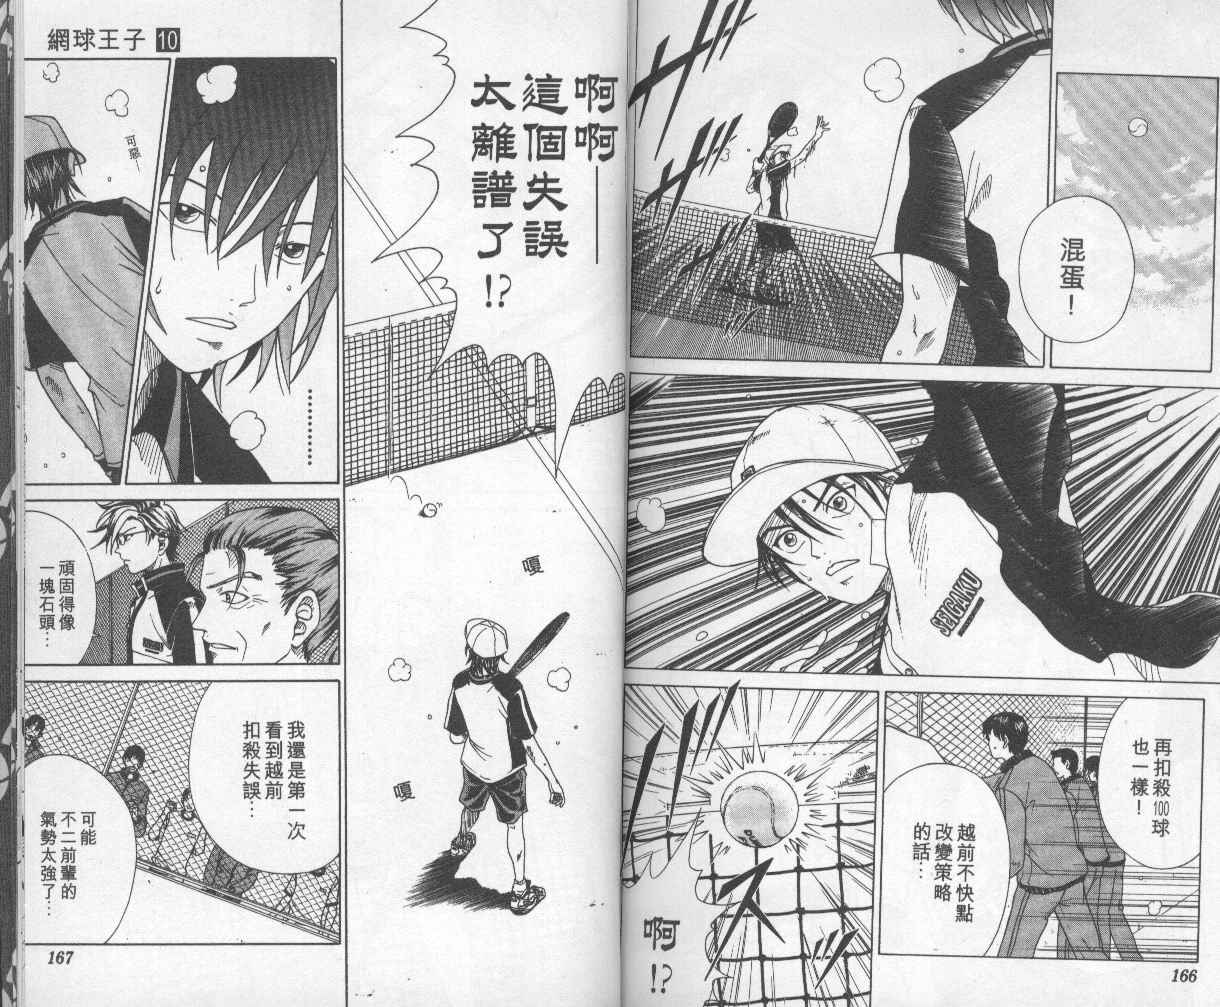 混蛋！
SEIGAKU
再扣殺100球
也一樣！
越前不快點
改變策略
的話…
啊
!?
166
網球王子 10
啊啊——
這個失誤
太離譜了
!?
嗄
嗄
可惡…
………
頑固得像
一塊石頭…
我還是第一次
看到越前
扣殺失誤…
可能
不二前輩的
氣勢太強了…
167